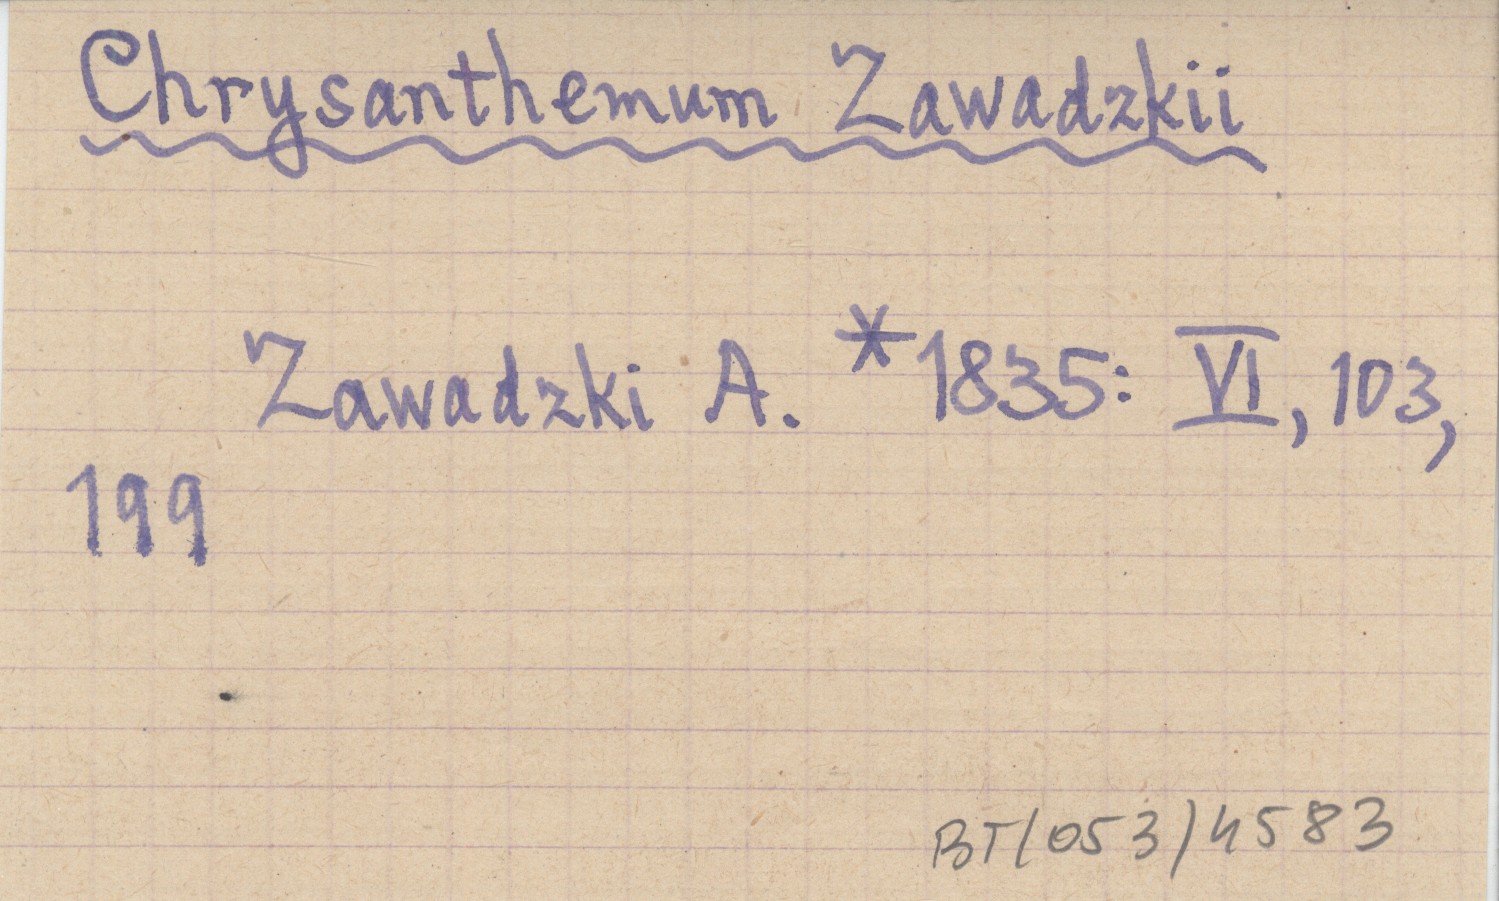 Chrysanthemum Zawadzkii
Zawadzki A. *1835: VI, 103,
199
BT/053/4583